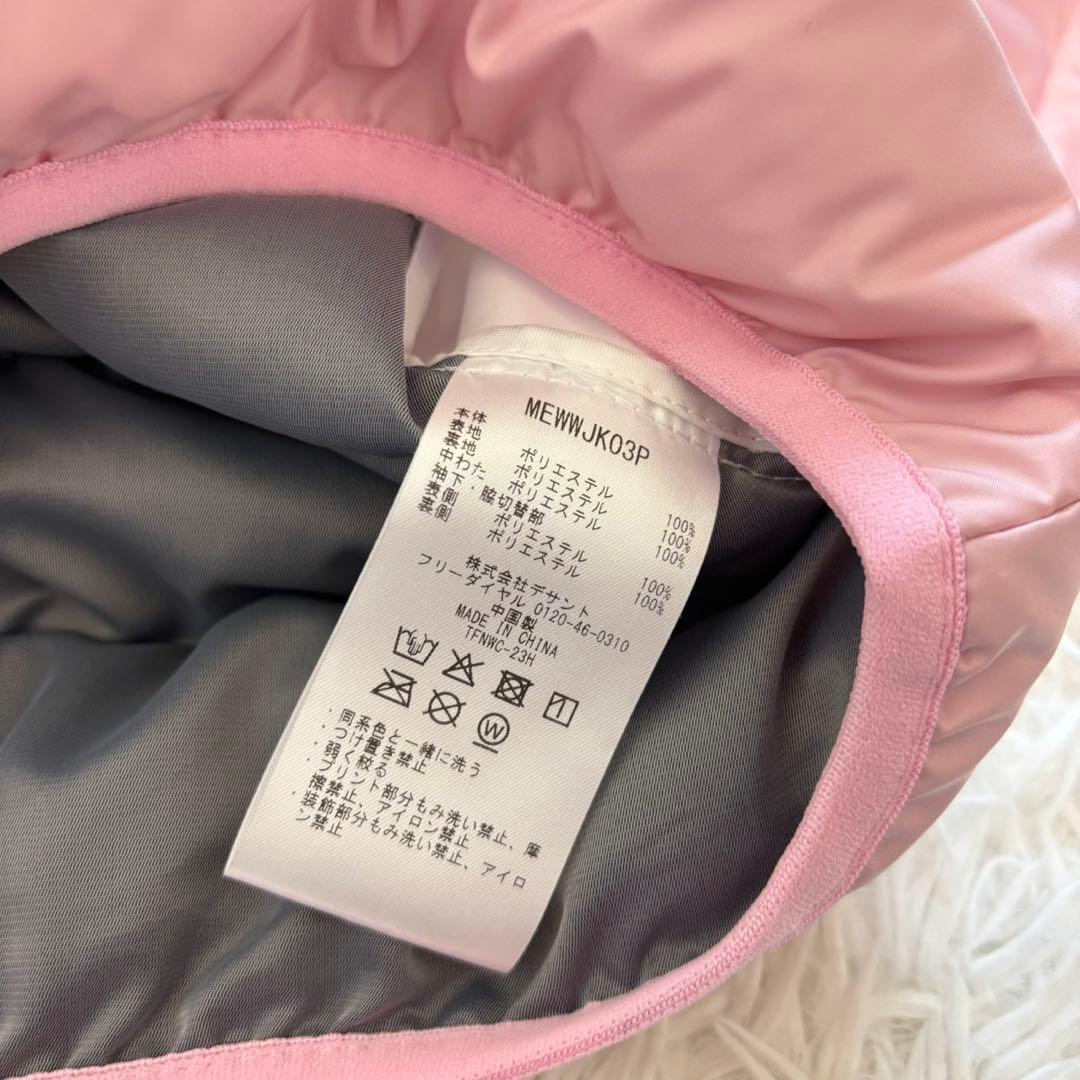 MEWWJK03P
本体
表地 ポリエステル 100%
裏地 ポリエステル 100%
中わた ポリエステル 100%
袖下・脇切替部
表側 ポリエステル 100%
裏側 ポリエステル 100%
株式会社デサント
フリーダイヤル 0120-46-0310
中国製
MADE IN CHINA
TFNWC-23H
W
・同系色と一緒に洗う
・つけ置き禁止
・弱く絞る
・プリント部分もみ洗い禁止、摩
擦禁止、アイロン禁止
・装飾部分もみ洗い禁止、アイロ
ン禁止